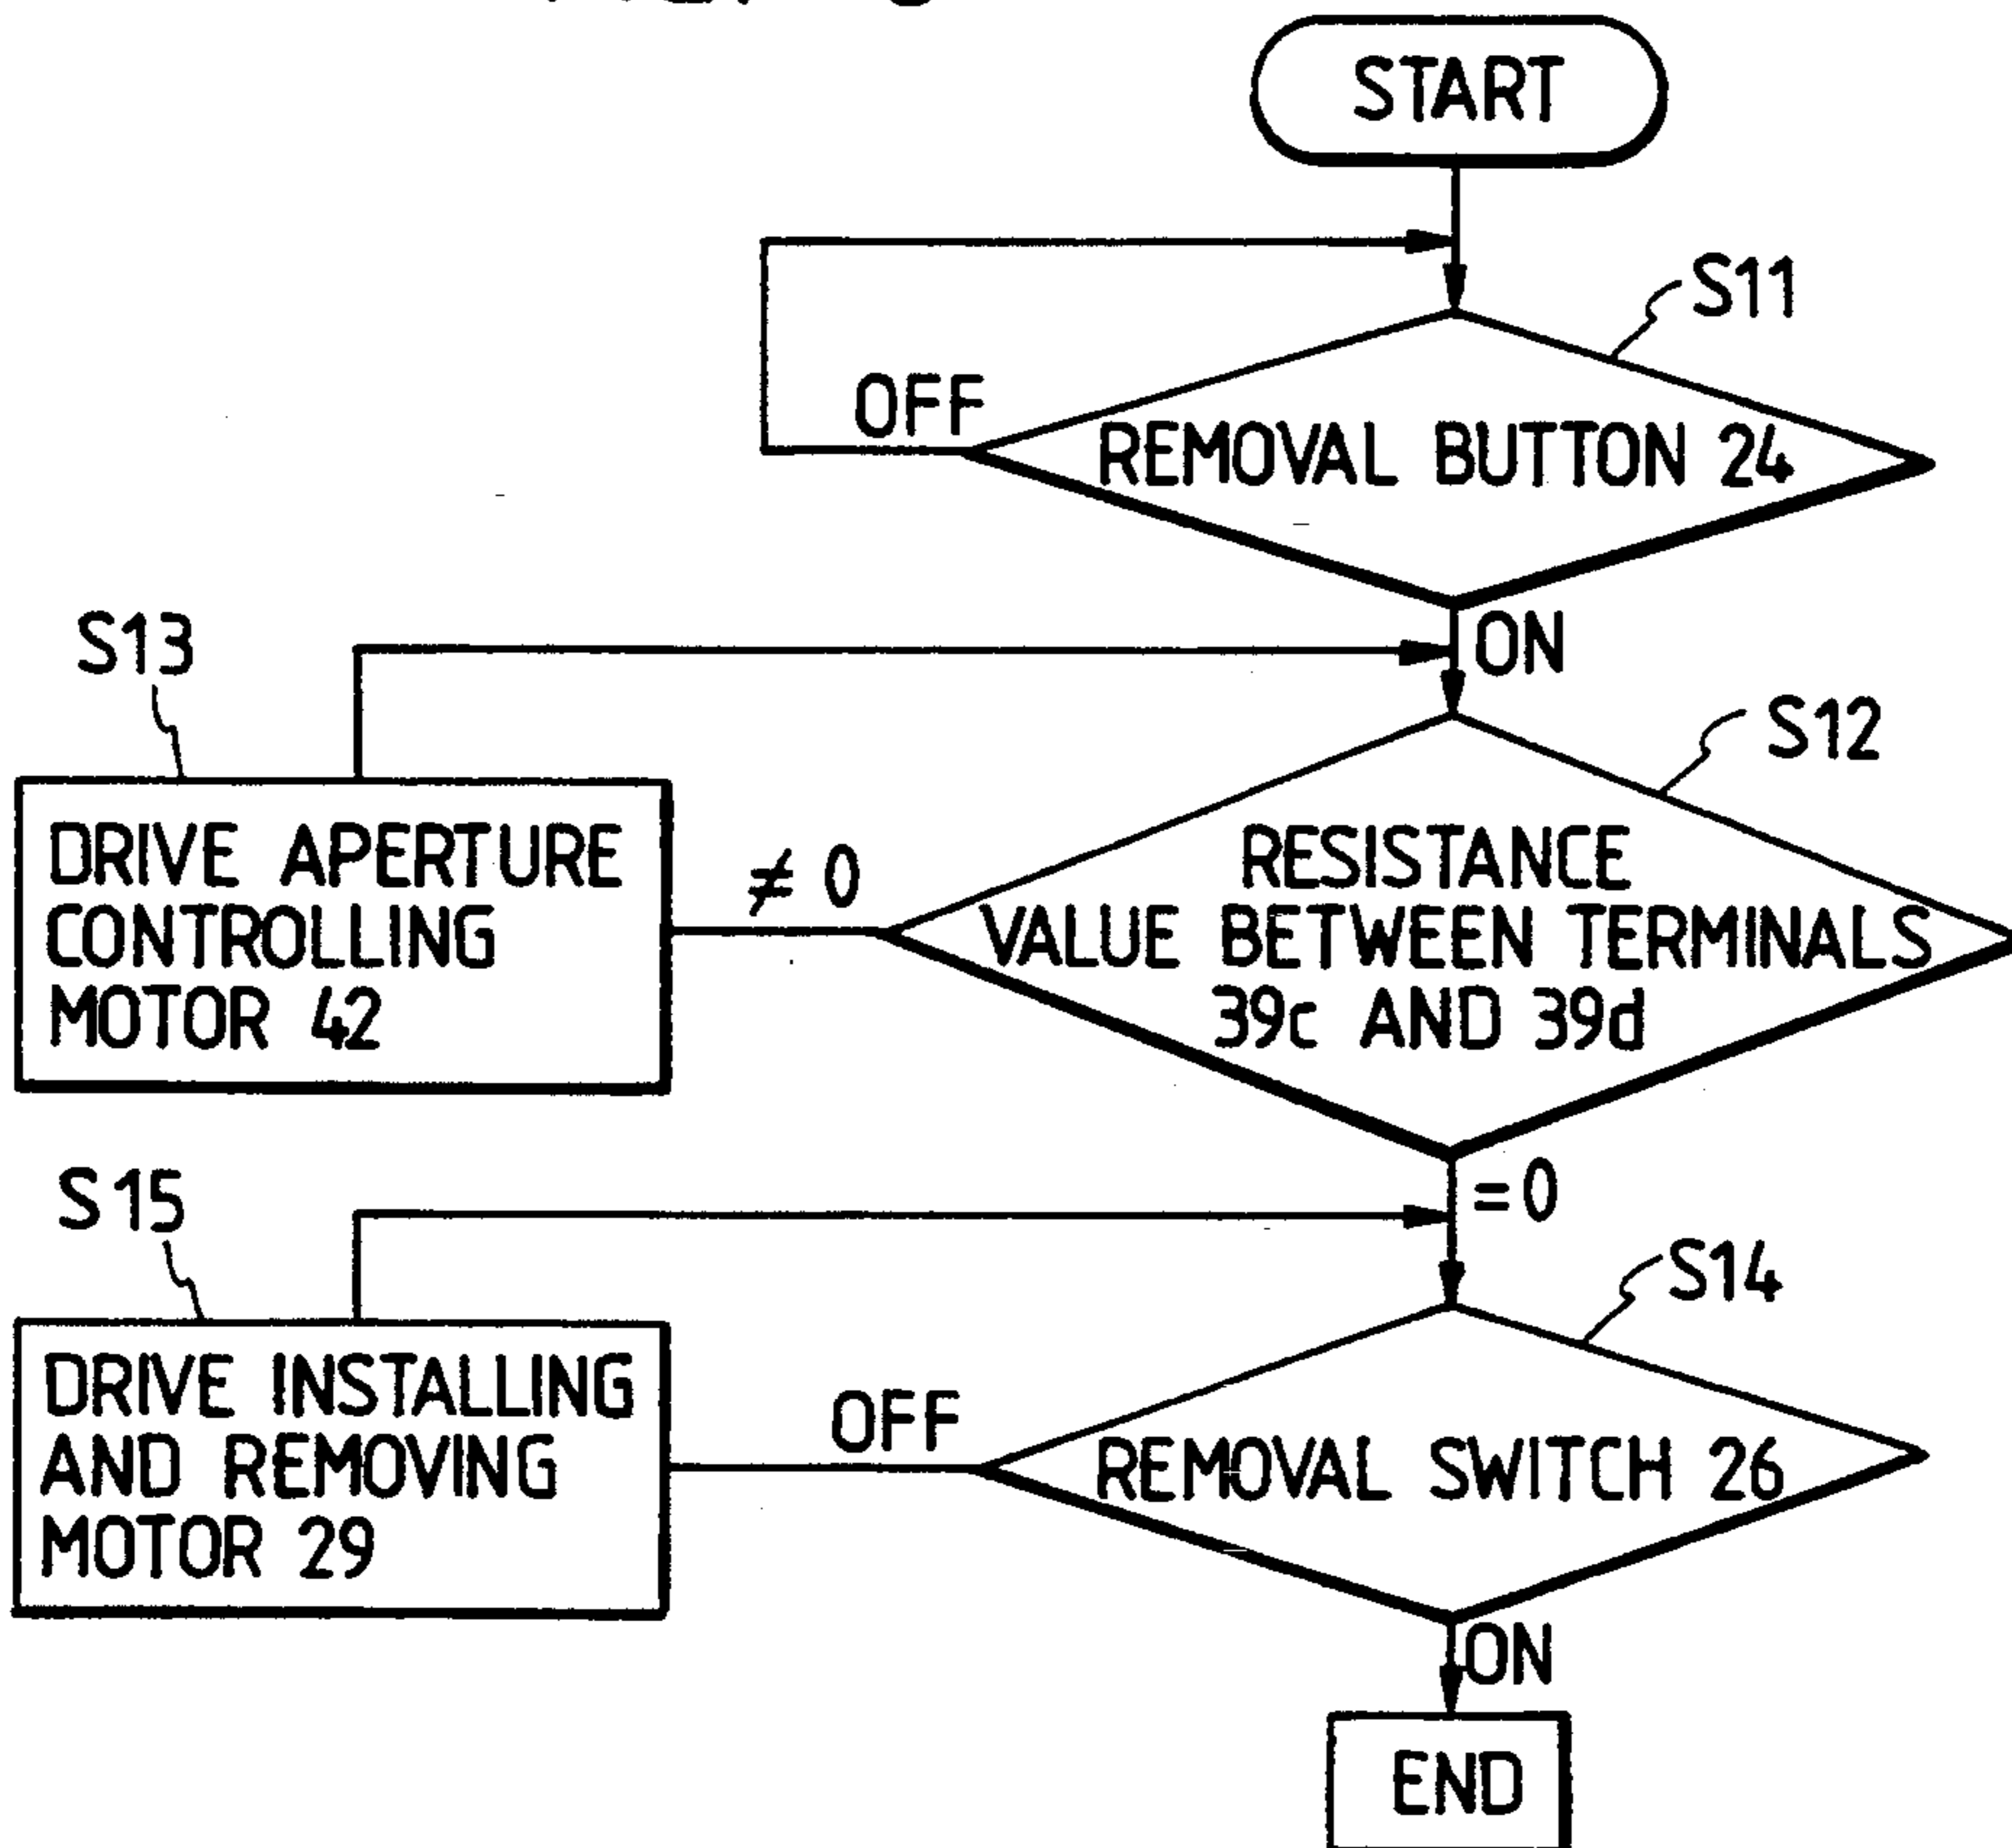 START
S11
OFF
REMOVAL BUTTON 24
ON
S13
S12
DRIVE APERTURE
CONTROLLING
MOTOR 42
≠ 0
RESISTANCE
VALUE BETWEEN TERMINALS
39c AND 39d
=0
S15
S14
DRIVE INSTALLING
AND REMOVING
MOTOR 29
OFF
REMOVAL SWITCH 26
ON
END